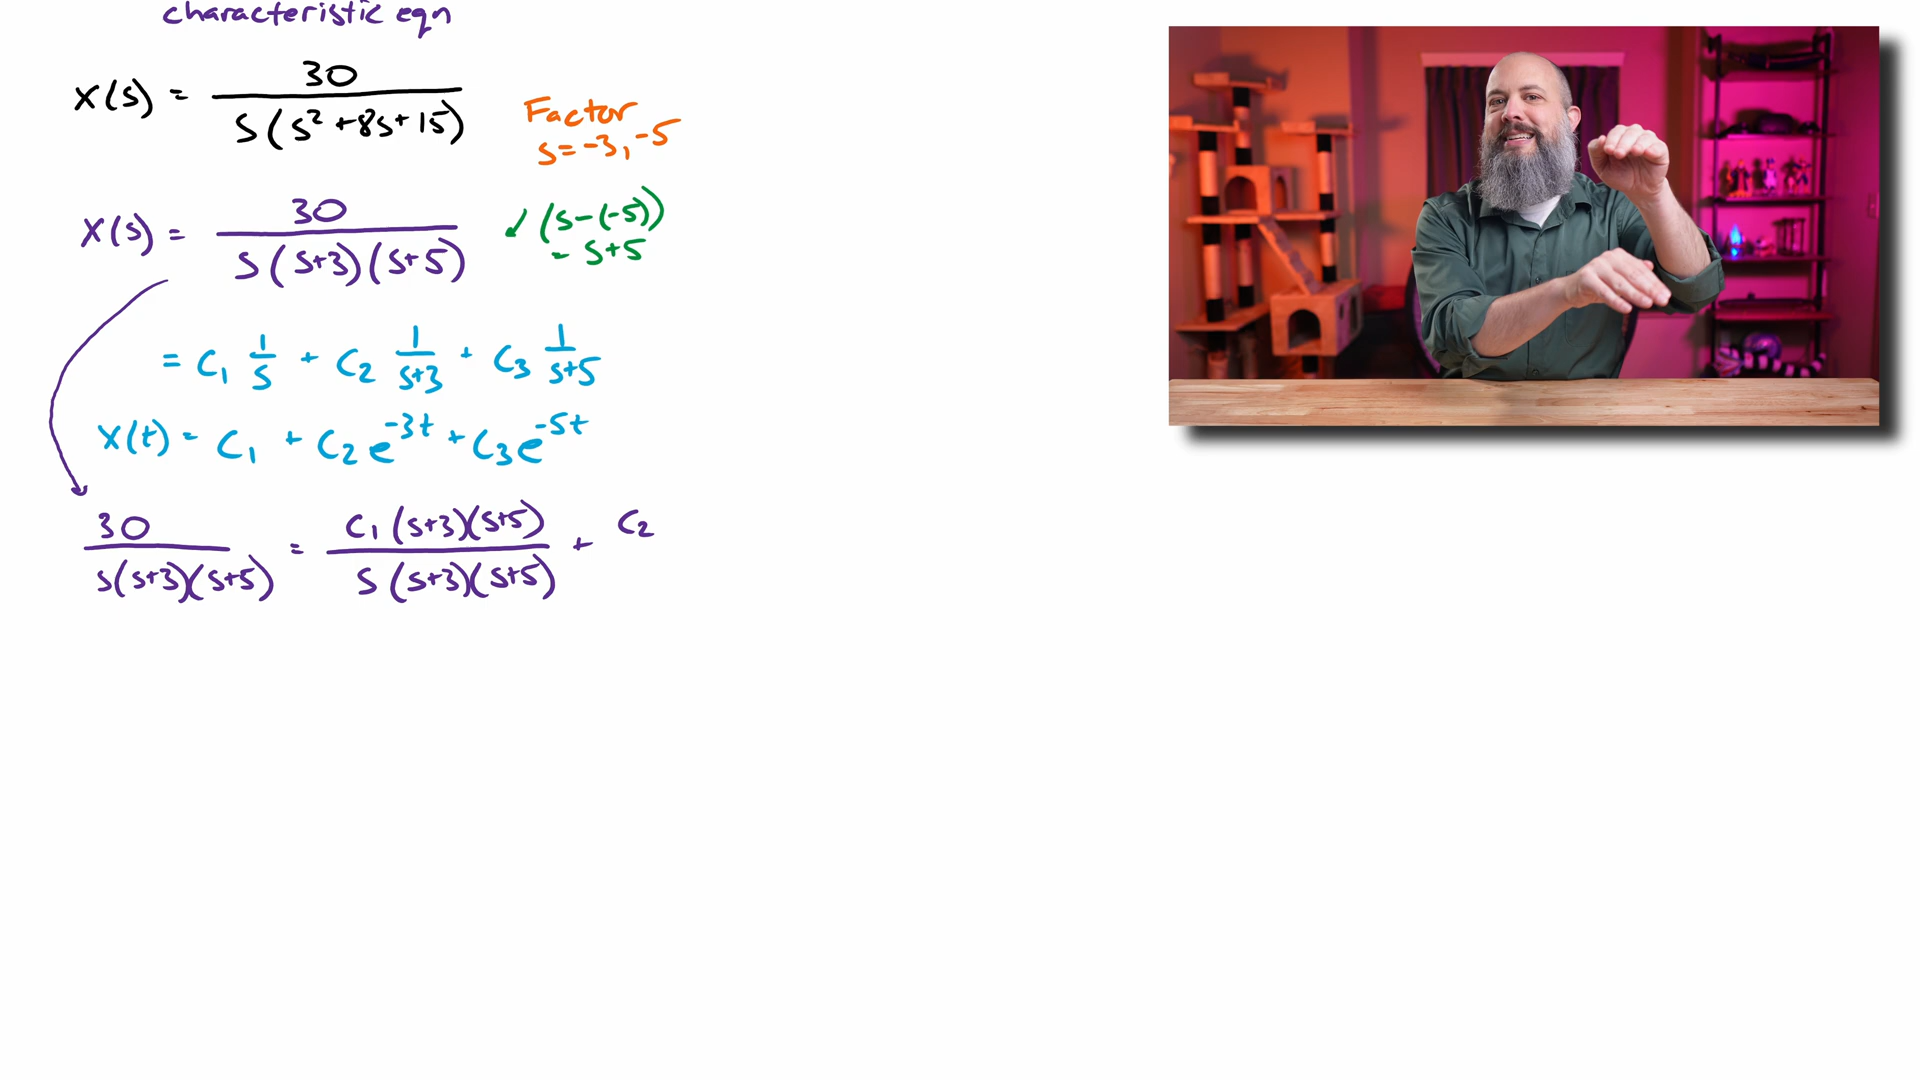 characteristic eqn
X(s) = 30 / s(s² + 8s + 15)
Factor
s = -3, -5
X(s) = 30 / s(s+3)(s+5)
↙ (s-(-5))
= s+5
= C₁ 1/s + C₂ 1/(s+3) + C₃ 1/(s+5)
X(t) = C₁ + C₂e^(-3t) + C₃e^(-5t)
30 / s(s+3)(s+5) = C₁(s+3)(s+5) / s(s+3)(s+5) + C₂